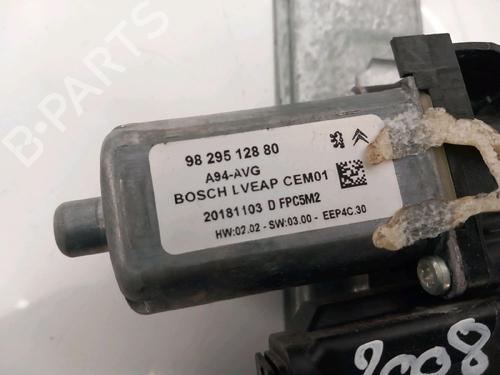 B-PARTS
98 295 128 80
A94-AVG
BOSCH LVEAP CEM01
20181103 D FPC5M2
HW:02.02 - SW:03.00 - EEP4C.30
2008